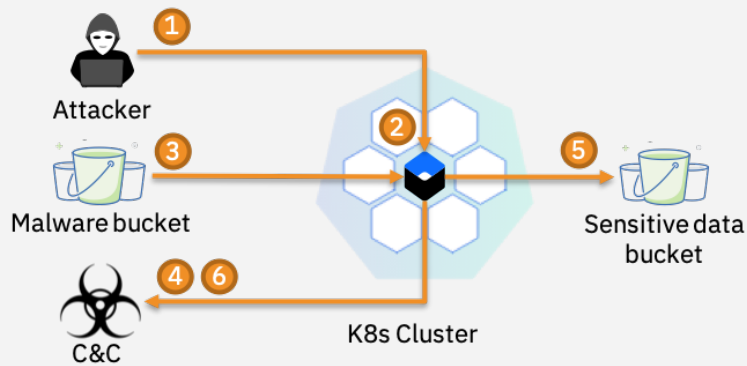 1
Attacker
2
3
Malware bucket
5
Sensitive data
bucket
4 6
C&C
K8s Cluster